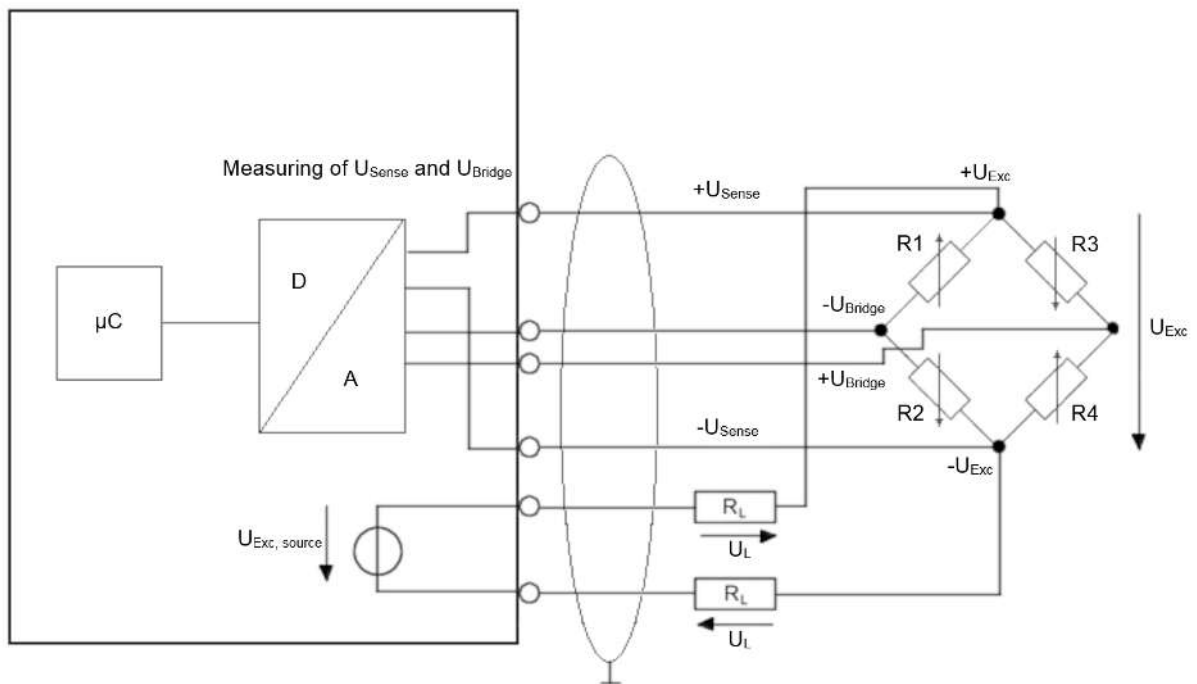 Measuring of USense and UBridge
+USense
+UExc
R1
R3
D
µC
-UBridge
UExc
A
+UBridge
R2
R4
-USense
-UExc
RL
UExc, source
UL
RL
UL